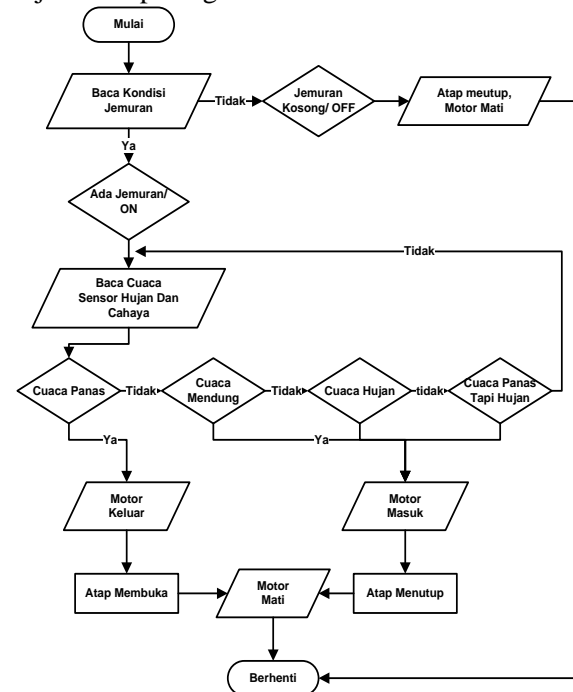 Mulai
Baca Kondisi
Jemuran
Tidak
Jemuran
Kosong/ OFF
Atap meutup,
Motor Mati
Ya
Ada Jemuran/
ON
Tidak
Baca Cuaca
Sensor Hujan Dan
Cahaya
Cuaca Panas
Tidak
Cuaca
Mendung
Tidak
Cuaca Hujan
tidak
Cuaca Panas
Tapi Hujan
Ya
Ya
Motor
Keluar
Motor
Masuk
Atap Membuka
Motor
Mati
Atap Menutup
Berhenti